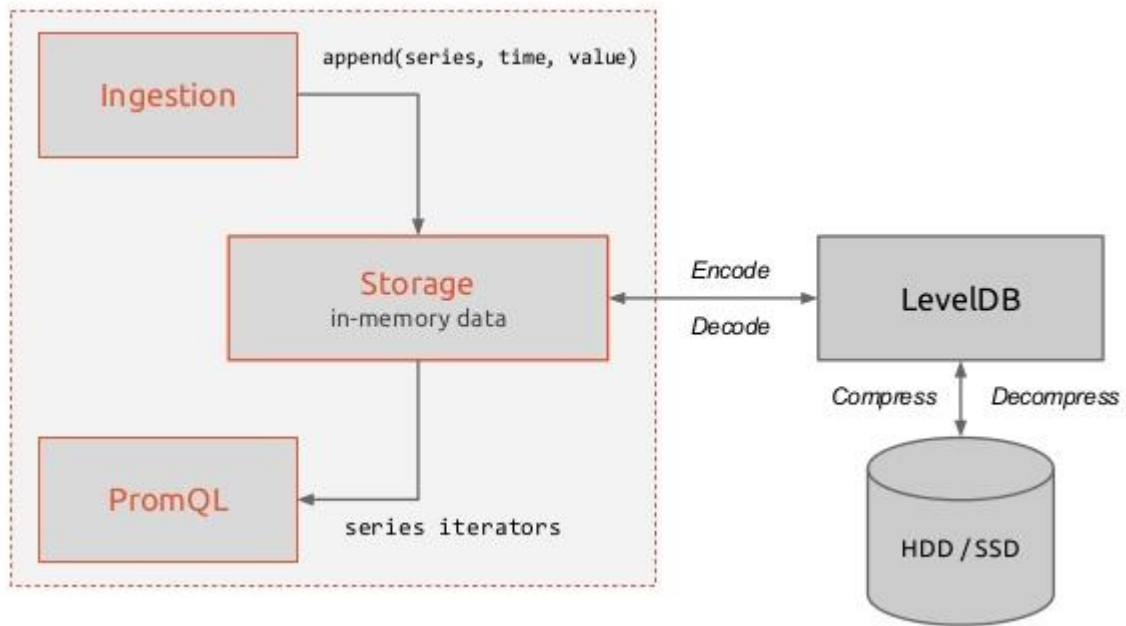 append(series, time, value)
Ingestion
Storage
in-memory data
Encode
Decode
LevelDB
Compress
Decompress
PromQL
series iterators
HDD / SSD